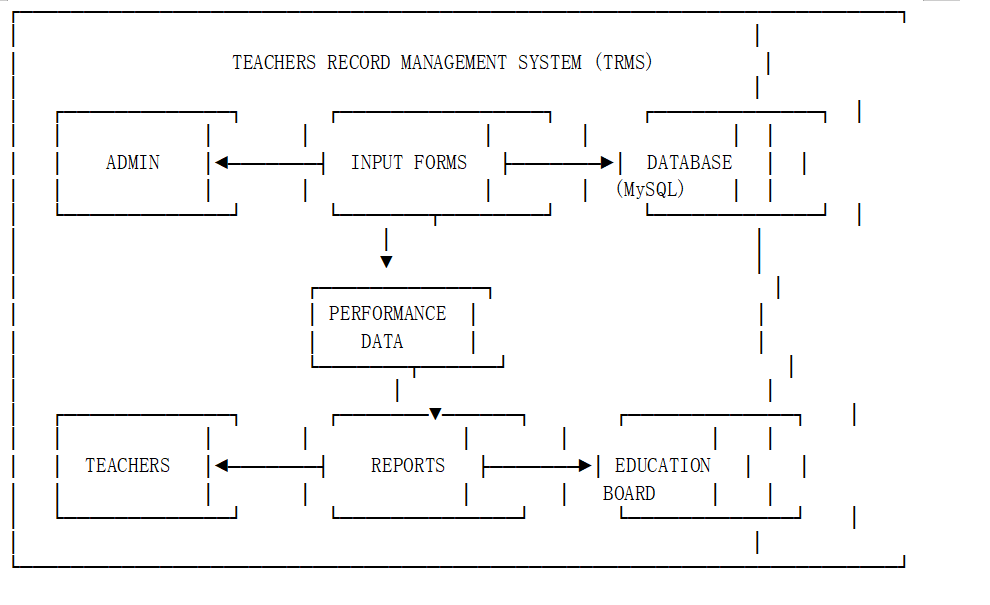 TEACHERS RECORD MANAGEMENT SYSTEM (TRMS)
ADMIN
INPUT FORMS
DATABASE
(MySQL)
PERFORMANCE
DATA
TEACHERS
REPORTS
EDUCATION
BOARD